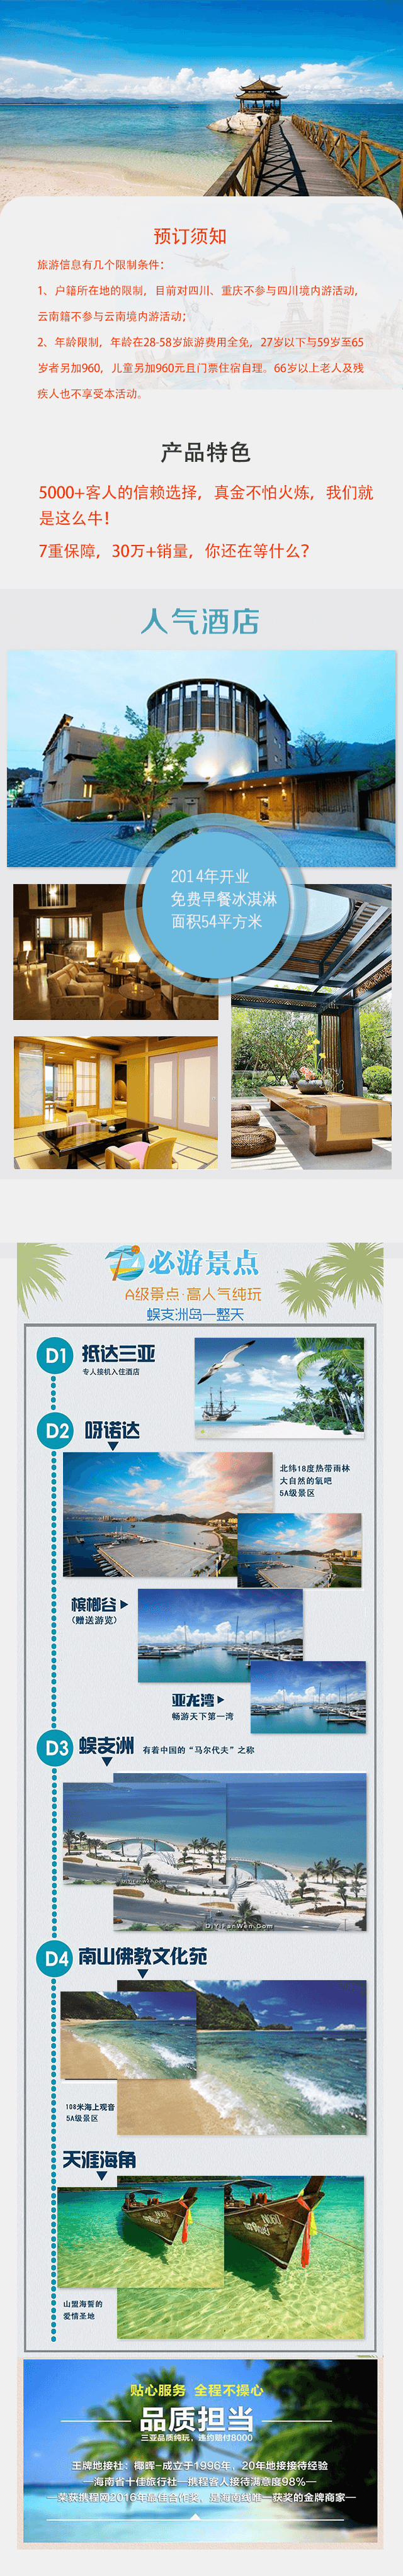 预订须知
旅游信息有几个限制条件：
1、户籍所在地的限制，目前对四川、重庆不参与四川境内游活动，
云南籍不参与云南境内游活动；
2、年龄限制，年龄在28-58岁旅游费用全免，27岁以下与59岁至65
岁者另加960，儿童另加960元且门票住宿自理。66岁以上老人及残
疾人也不享受本活动。
产品特色
5000+客人的信赖选择，真金不怕火炼，我们就
是这么牛！
7重保障，30万+销量，你还在等什么？
人气酒店
2014年开业
免费早餐冰淇淋
面积54平方米
必游景点
A级景点·高人气纯玩
蜈支洲岛一整天
D1 抵达三亚
专人接机入住酒店
D2 呀诺达
北纬18度热带雨林
大自然的氧吧
5A级景区
槟榔谷
(赠送游览)
亚龙湾
畅游天下第一湾
D3 蜈支洲 有着中国的“马尔代夫”之称
DiYiFanWen.Com
DiYiFanWen.Com
D4 南山佛教文化苑
108米海上观音
5A级景区
天涯海角
山盟海誓的
爱情圣地
贴心服务 全程不操心
品质担当
三亚品质纯玩，违约赔付8000
王牌地接社：椰晖-成立于1996年，20年地接接待经验
—海南省十佳旅行社—携程客人接待满意度98%—
—荣获携程网2016年最佳合作奖，是海南线唯一获奖的金牌商家—